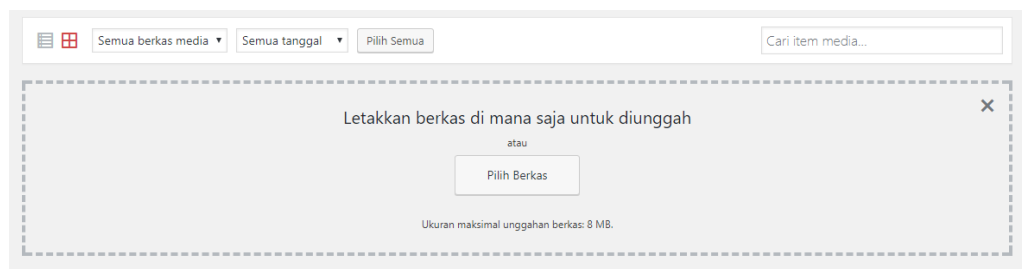 Semua berkas media
Semua tanggal
Pilih Semua
Cari item media...
Letakkan berkas di mana saja untuk diunggah
atau
Pilih Berkas
Ukuran maksimal unggahan berkas: 8 MB.